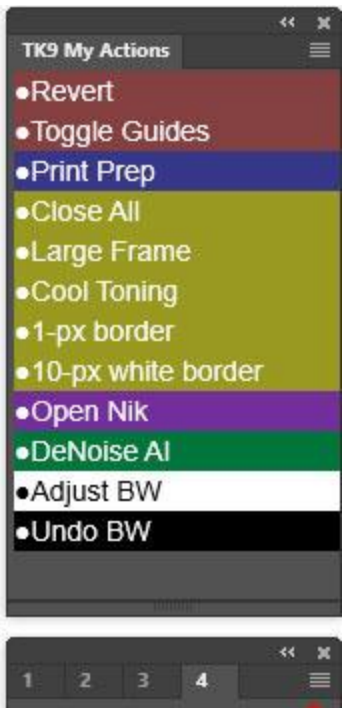 TK9 My Actions
●Revert
●Toggle Guides
●Print Prep
●Close All
●Large Frame
●Cool Toning
●1-px border
●10-px white border
●Open Nik
●DeNoise AI
●Adjust BW
●Undo BW
1 2 3 4